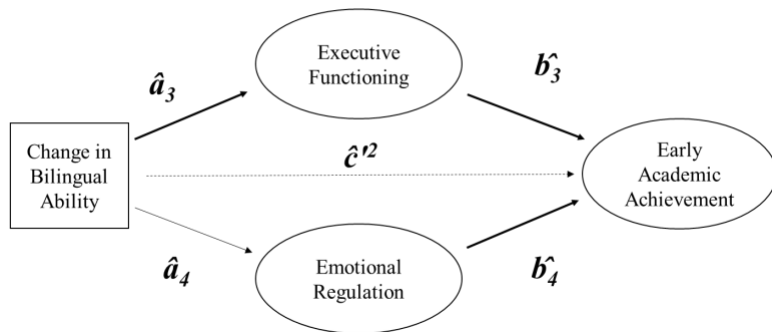 Executive
Functioning
â3
b̂3
Change in
Bilingual
Ability
ĉ′2
Early
Academic
Achievement
â4
Emotional
Regulation
b̂4